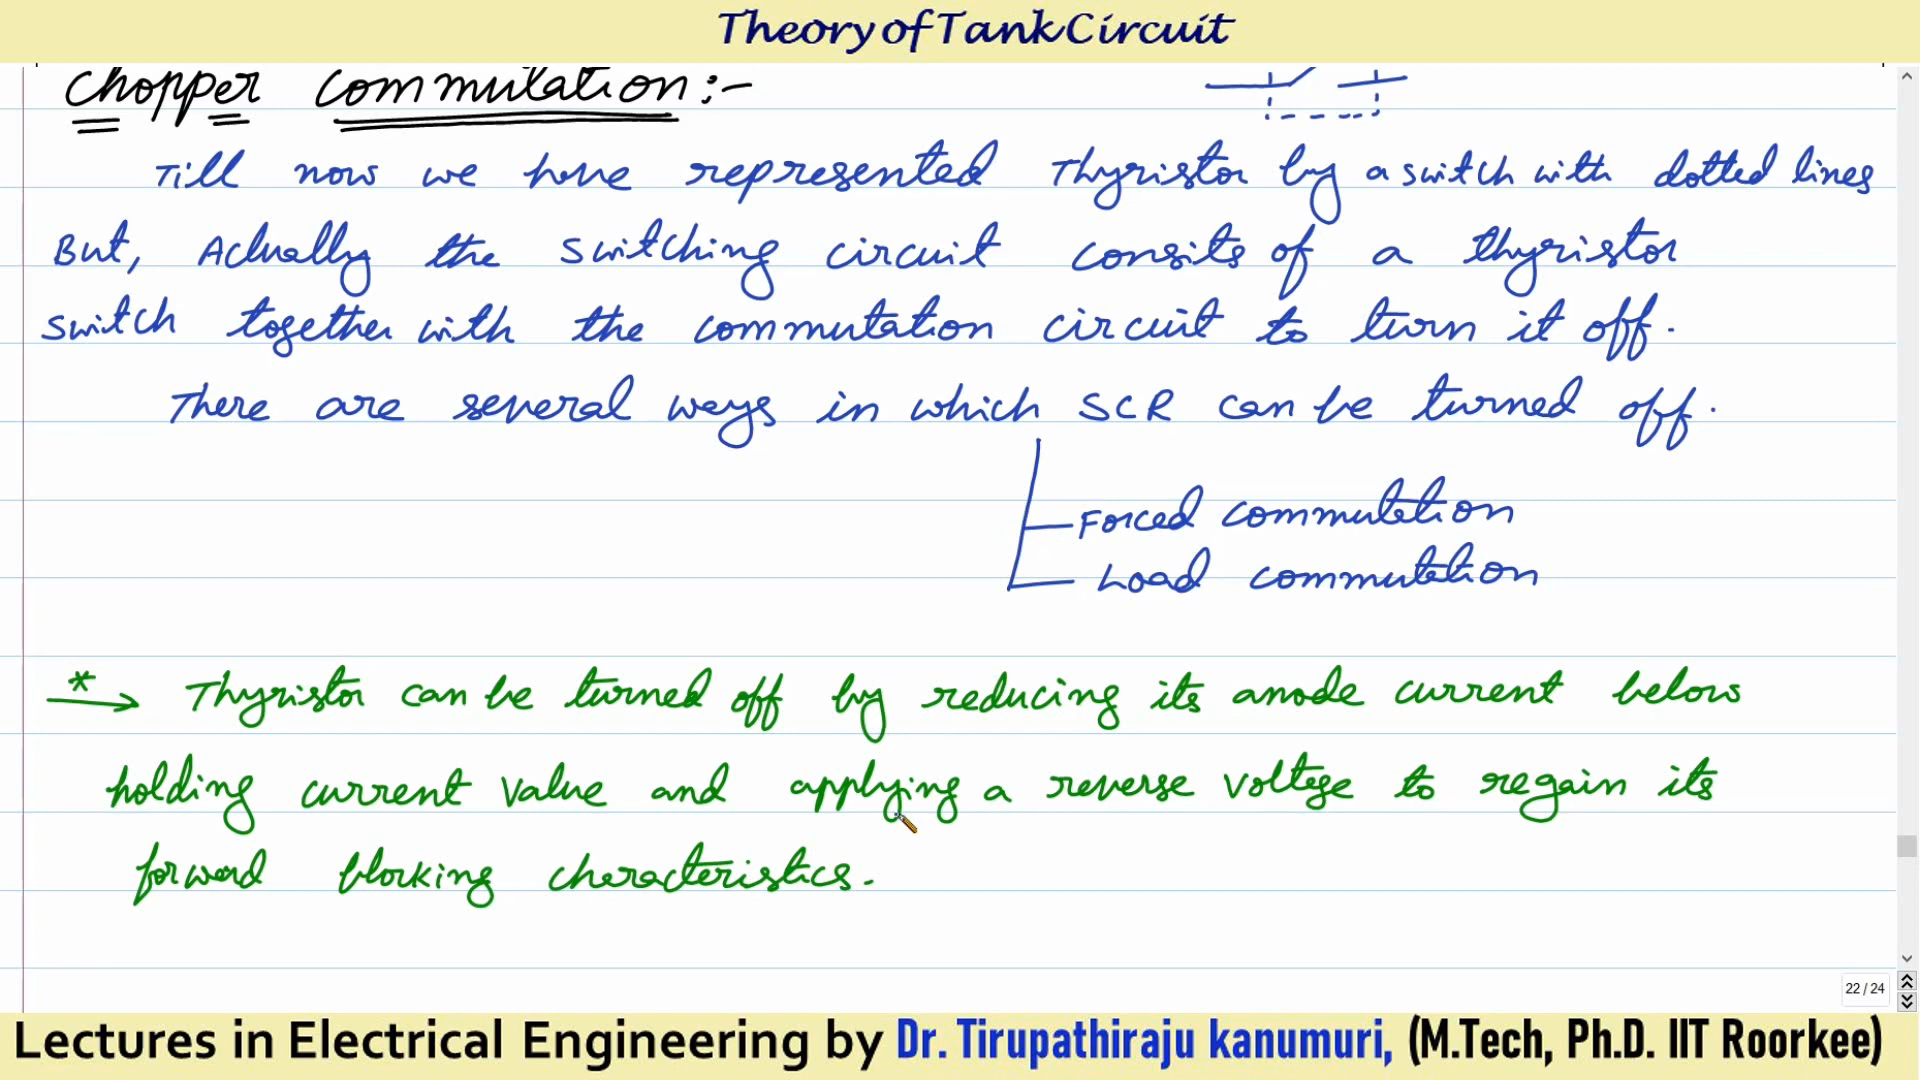 Theory of Tank Circuit
Chopper Commutation :-
Till now we have represented Thyristor by a switch with dotted lines
But, Actually the switching circuit consits of a thyristor
switch together with the commutation circuit to turn it off.
There are several ways in which SCR can be turned off.
Forced commutation
Load commutation
* Thyristor can be turned off by reducing its anode current below
holding current value and applying a reverse voltage to regain its
forward blocking characteristics.
22 / 24
Lectures in Electrical Engineering by Dr. Tirupathiraju kanumuri, (M.Tech, Ph.D. IIT Roorkee)